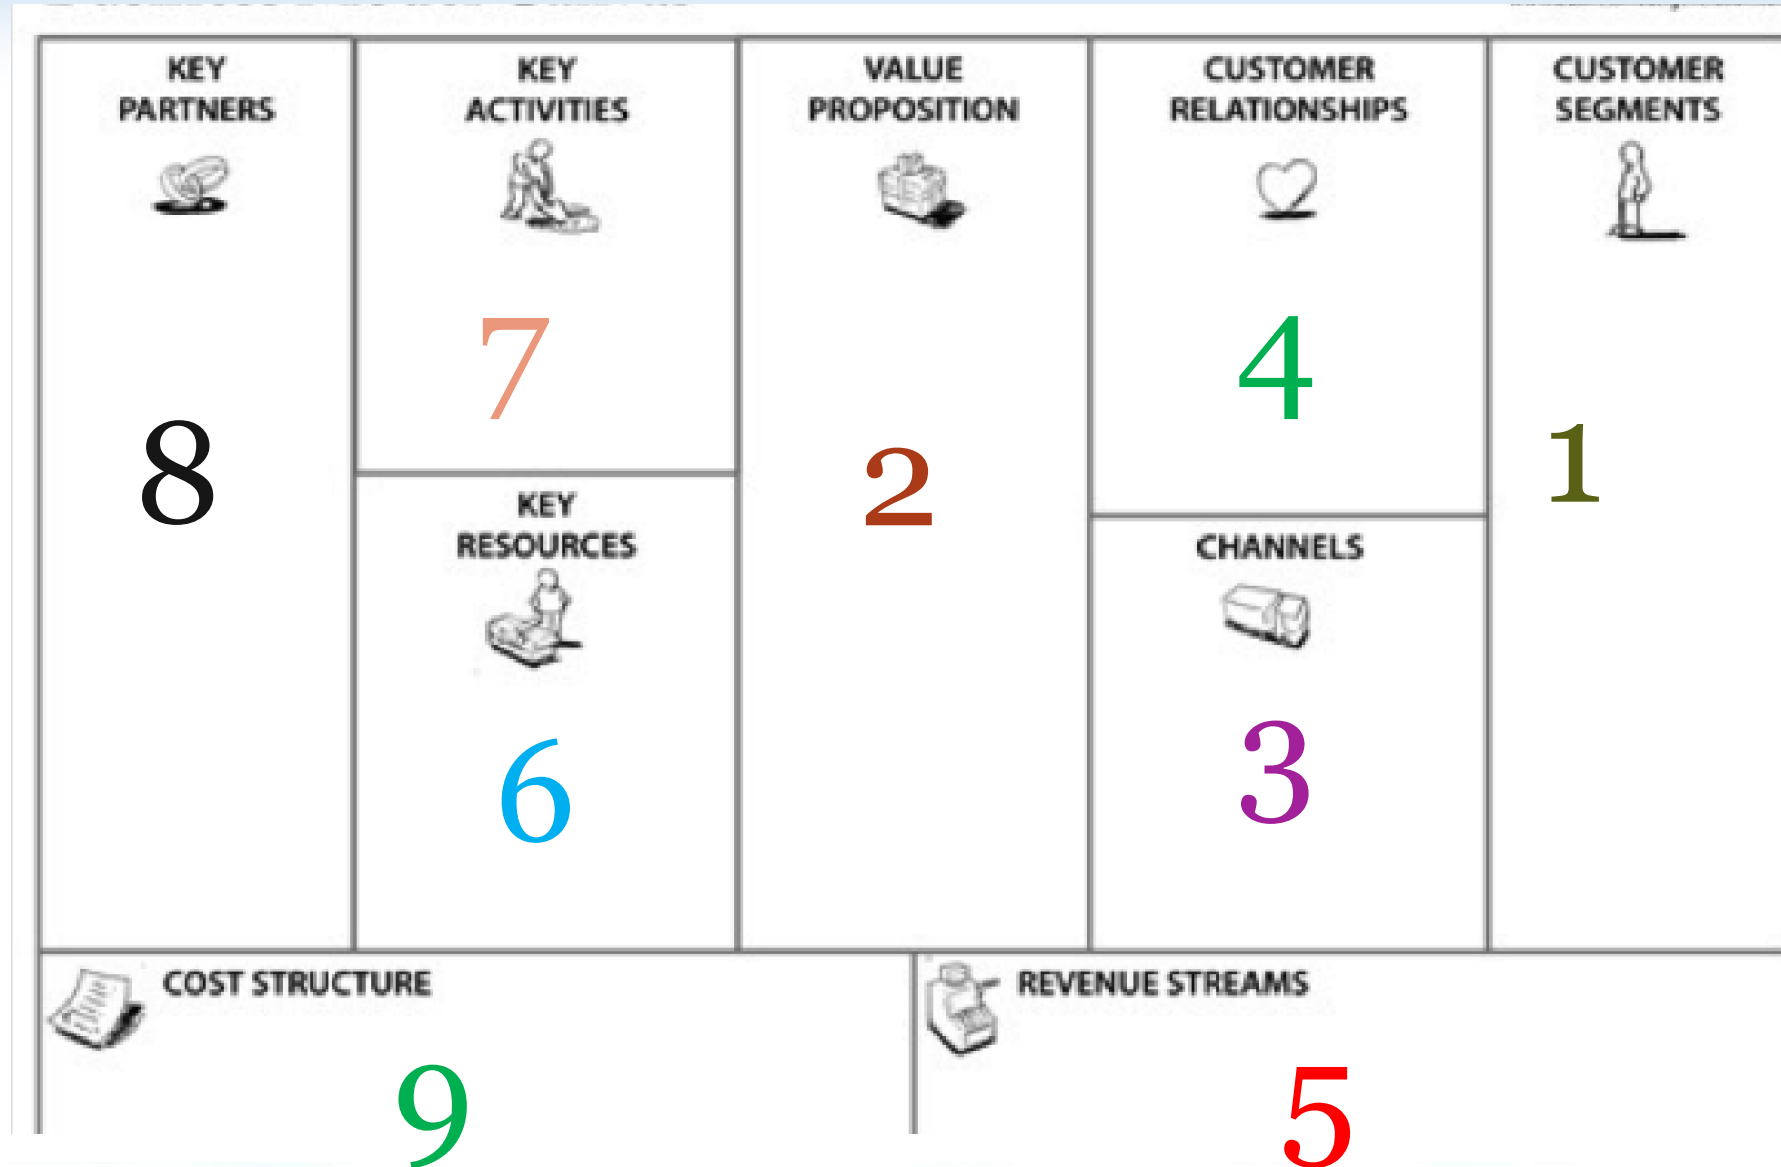 KEY
PARTNERS
8
KEY
ACTIVITIES
7
KEY
RESOURCES
6
VALUE
PROPOSITION
2
CUSTOMER
RELATIONSHIPS
4
CHANNELS
3
CUSTOMER
SEGMENTS
1
COST STRUCTURE
9
REVENUE STREAMS
5